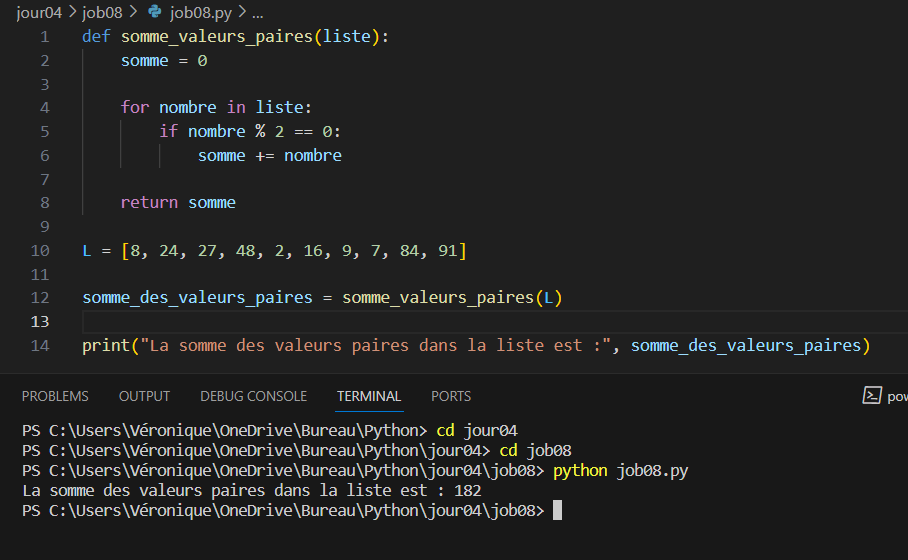 jour04 > job08 > job08.py > ...
1 def somme_valeurs_paires(liste):
2     somme = 0
3
4     for nombre in liste:
5         if nombre % 2 == 0:
6             somme += nombre
7
8     return somme
9
10 L = [8, 24, 27, 48, 2, 16, 9, 7, 84, 91]
11
12 somme_des_valeurs_paires = somme_valeurs_paires(L)
13
14 print("La somme des valeurs paires dans la liste est :", somme_des_valeurs_paires)
PROBLEMS OUTPUT DEBUG CONSOLE TERMINAL PORTS pow
PS C:\Users\Véronique\OneDrive\Bureau\Python> cd jour04
PS C:\Users\Véronique\OneDrive\Bureau\Python\jour04> cd job08
PS C:\Users\Véronique\OneDrive\Bureau\Python\jour04\job08> python job08.py
La somme des valeurs paires dans la liste est : 182
PS C:\Users\Véronique\OneDrive\Bureau\Python\jour04\job08>